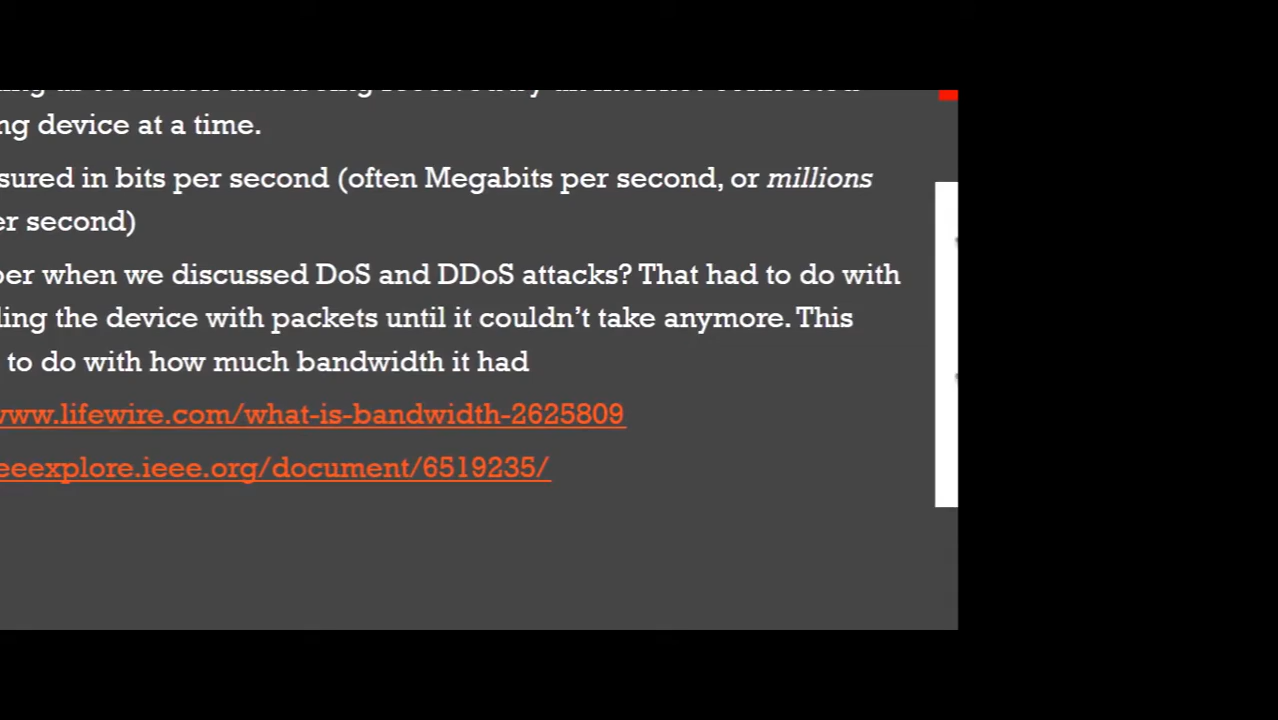 ng device at a time.
sured in bits per second (often Megabits per second, or millions
er second)
ber when we discussed DoS and DDoS attacks? That had to do with
ling the device with packets until it couldn't take anymore. This
to do with how much bandwidth it had
www.lifewire.com/what-is-bandwidth-2625809
eeexplore.ieee.org/document/6519235/